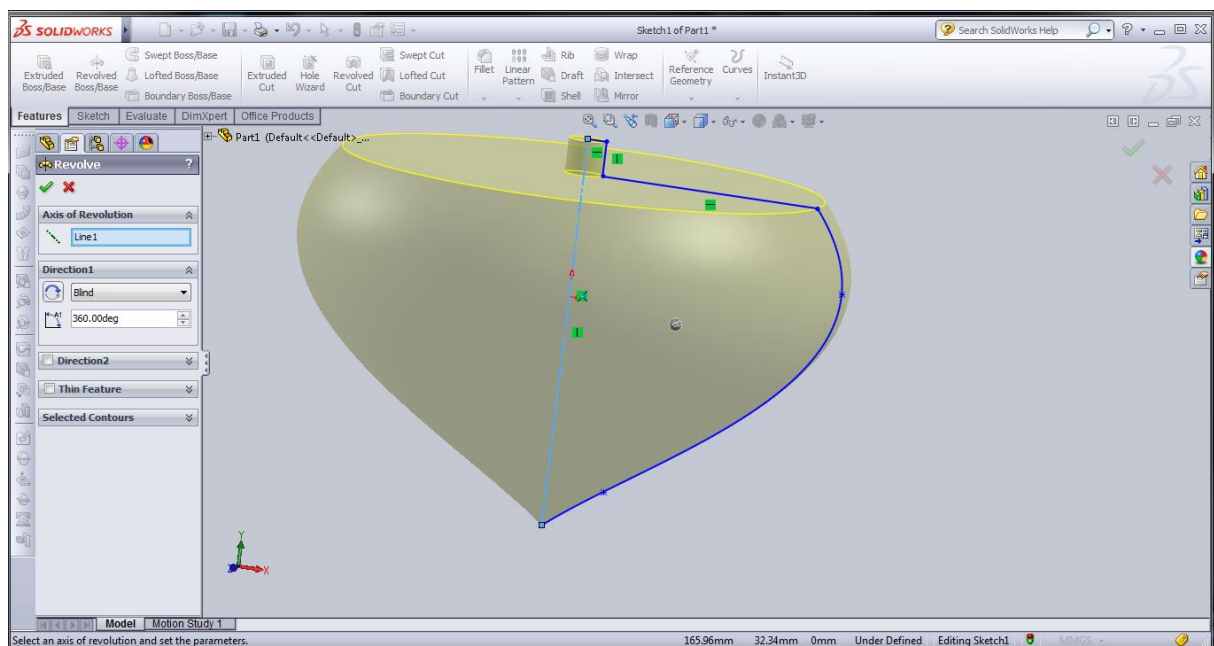 SOLIDWORKS
Sketch1 of Part1 *
Search SolidWorks Help
Extruded Boss/Base
Revolved Boss/Base
Swept Boss/Base
Lofted Boss/Base
Boundary Boss/Base
Extruded Cut
Hole Wizard
Revolved Cut
Swept Cut
Lofted Cut
Boundary Cut
Fillet
Linear Pattern
Rib
Draft
Shell
Wrap
Intersect
Mirror
Reference Geometry
Curves
Instant3D
Features Sketch Evaluate DimXpert Office Products
Part1 (Default<<Default>_...
Revolve ?
Axis of Revolution
Line1
Direction1
Blind
360.00deg
Direction2
Thin Feature
Selected Contours
Y
X
Model Motion Study 1
Select an axis of revolution and set the parameters.
165.96mm 32.34mm 0mm Under Defined Editing Sketch1 MMGS